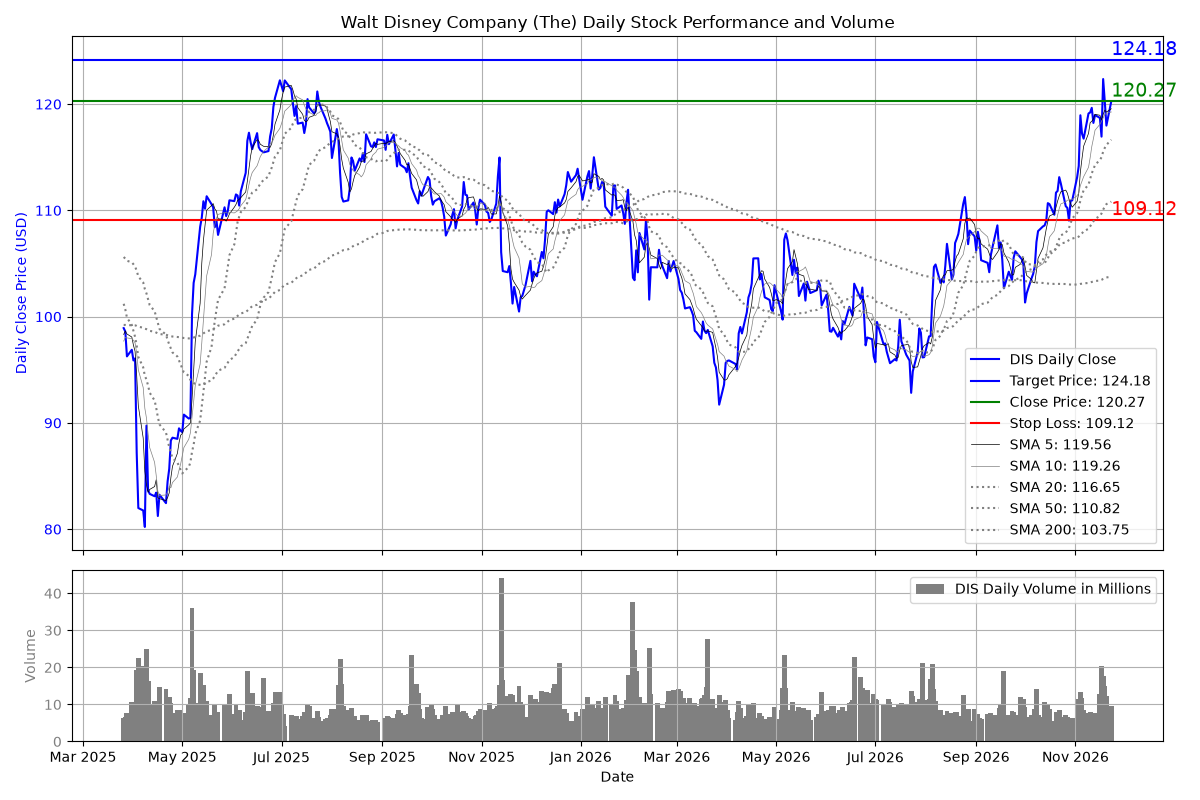 Walt Disney Company (The) Daily Stock Performance and Volume
124.18
120.27
109.12
Daily Close Price (USD)
120
110
100
90
80
DIS Daily Close
Target Price: 124.18
Close Price: 120.27
Stop Loss: 109.12
SMA 5: 119.56
SMA 10: 119.26
SMA 20: 116.65
SMA 50: 110.82
SMA 200: 103.75
Volume
40
30
20
10
0
DIS Daily Volume in Millions
Mar 2025 May 2025 Jul 2025 Sep 2025 Nov 2025 Jan 2026 Mar 2026 May 2026 Jul 2026 Sep 2026 Nov 2026
Date